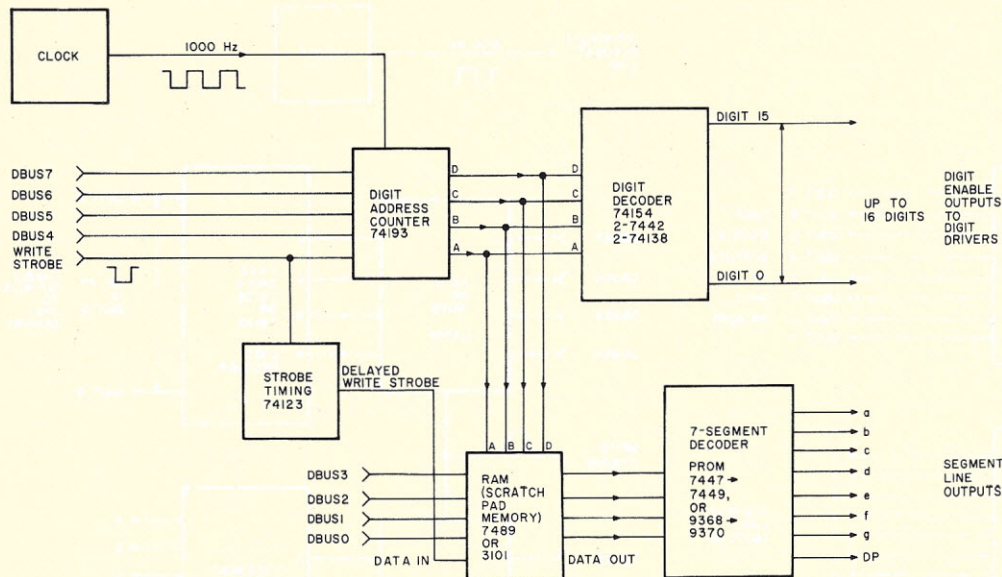 CLOCK
1000 Hz
DBUS7
DBUS6
DBUS5
DBUS4
WRITE
STROBE
DIGIT
ADDRESS
COUNTER
74193
D
C
B
A
D
C
B
A
DIGIT
DECODER
74154
2-7442
2-74138
DIGIT 15
DIGIT 0
UP TO
16 DIGITS
DIGIT
ENABLE
OUTPUTS
TO
DIGIT
DRIVERS
STROBE
TIMING
74123
DELAYED
WRITE STROBE
A B C D
DBUS3
DBUS2
DBUS1
DBUS0
DATA IN
RAM
(SCRATCH
PAD
MEMORY)
7489
OR
3101
DATA OUT
7-SEGMENT
DECODER
PROM
7447→
7449,
OR
9368→
9370
a
b
c
d
e
f
g
DP
SEGMENT
LINE
OUTPUTS